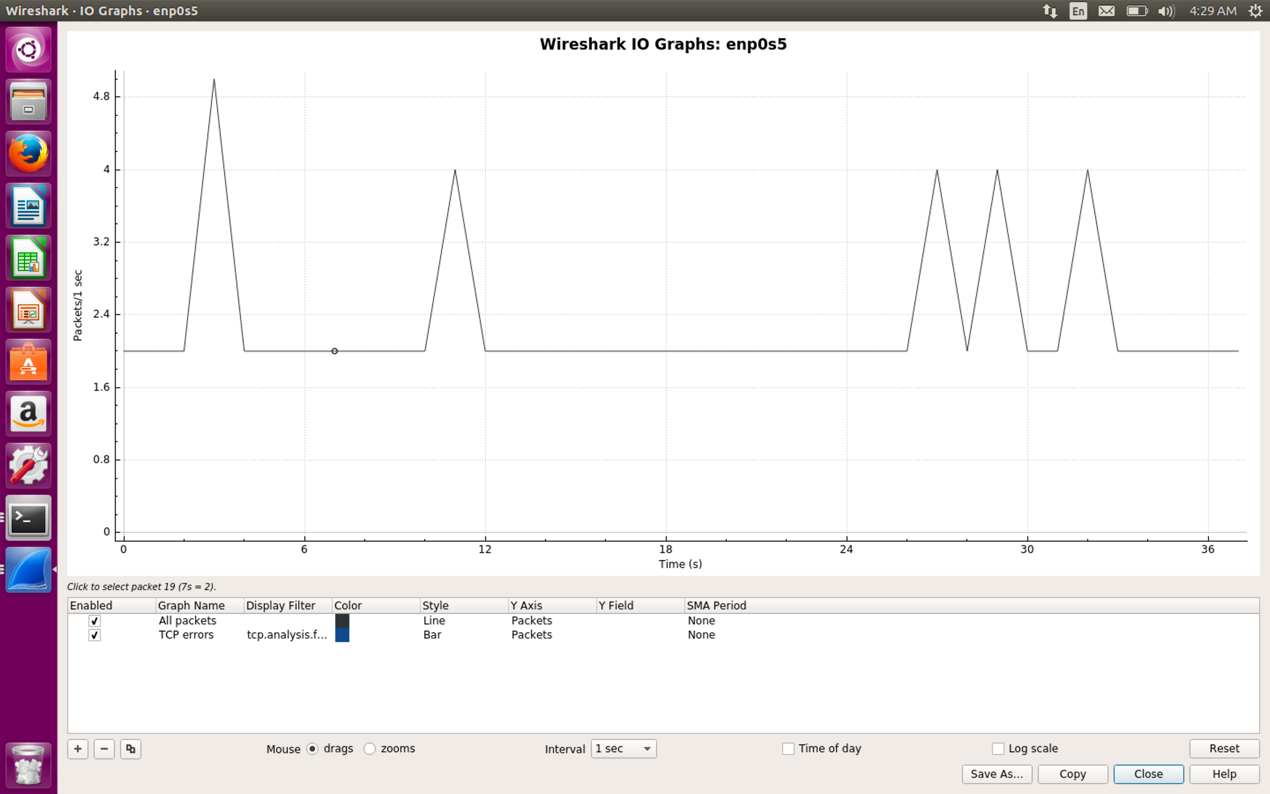 Wireshark · IO Graphs · enp0s5
En
4:29 AM
Wireshark IO Graphs: enp0s5
4.8
4
3.2
2.4
1.6
0.8
0
Packets/1 sec
0 6 12 18 24 30 36
Time (s)
Click to select packet 19 (7s = 2).
Enabled Graph Name Display Filter Color Style Y Axis Y Field SMA Period
All packets Line Packets None
TCP errors tcp.analysis.f... Bar Packets None
Mouse drags zooms Interval 1 sec Time of day Log scale Reset
Save As... Copy Close Help